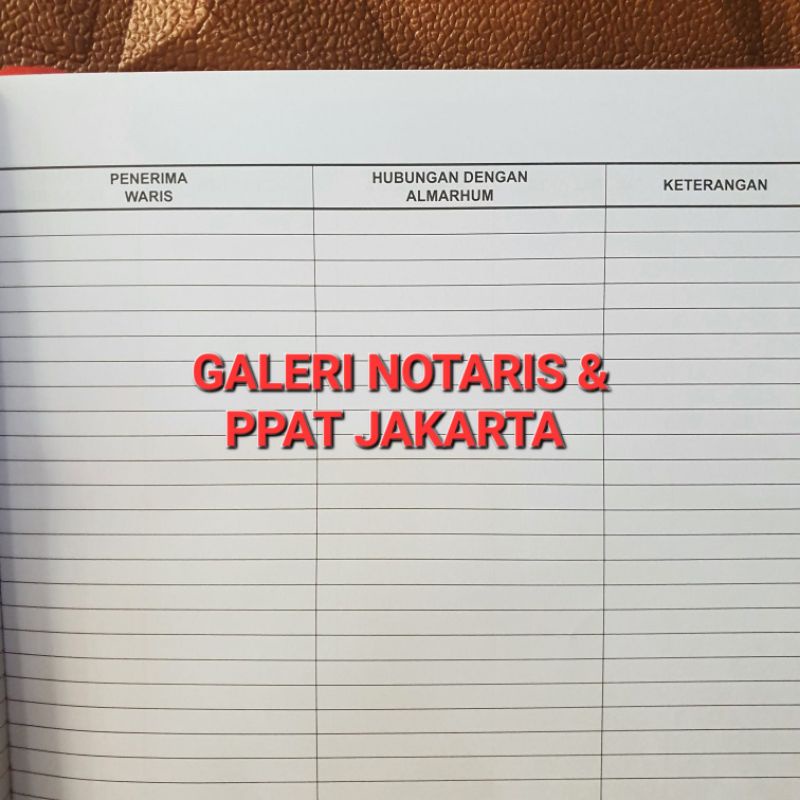 PENERIMA
WARIS
HUBUNGAN DENGAN
ALMARHUM
KETERANGAN
GALERI NOTARIS &
PPAT JAKARTA